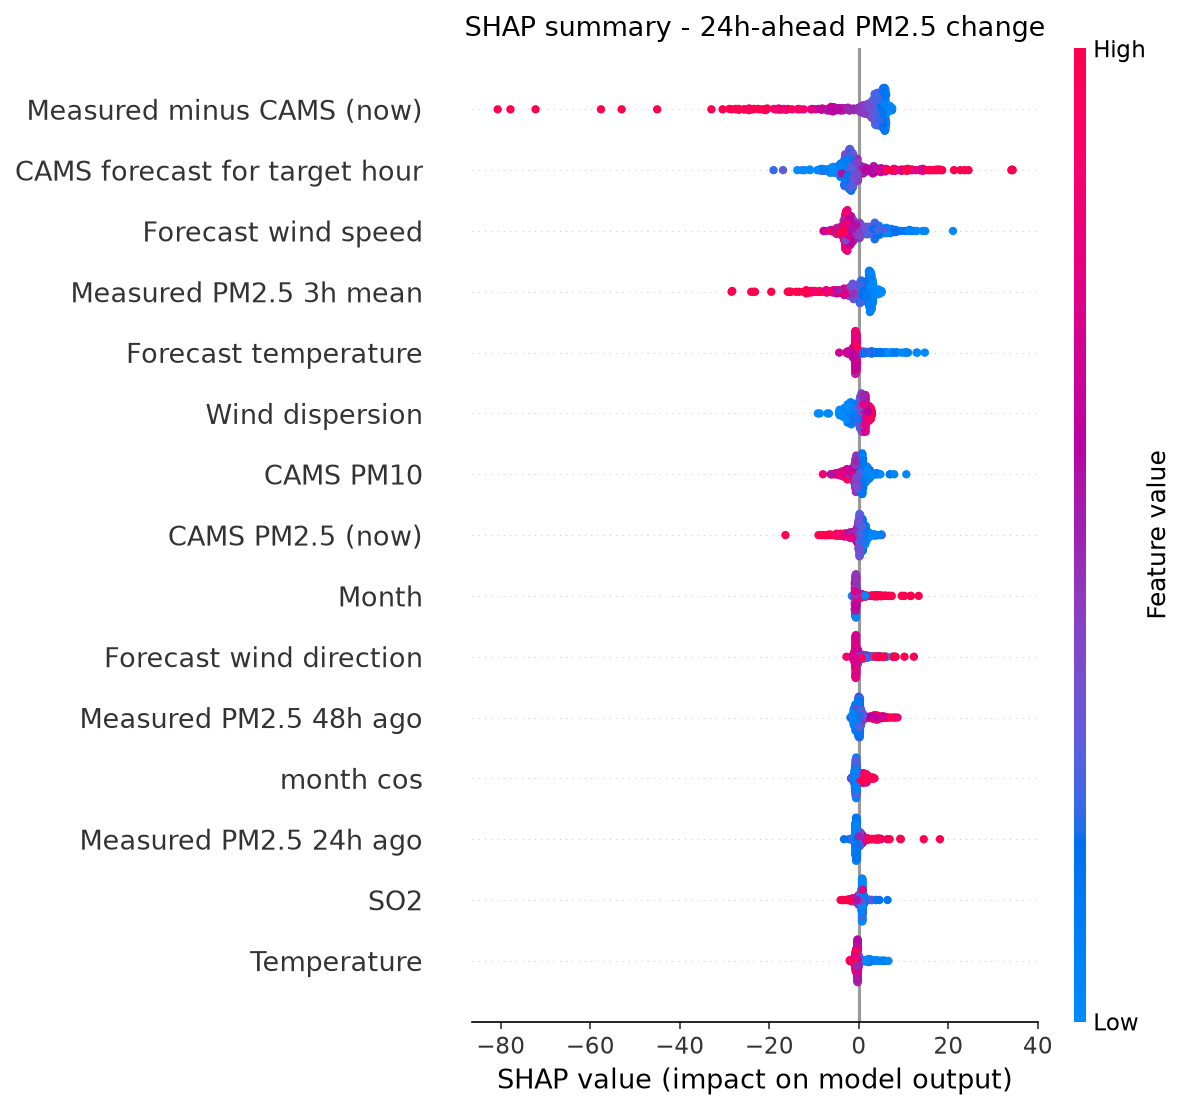 SHAP summary - 24h-ahead PM2.5 change
High
Measured minus CAMS (now)
CAMS forecast for target hour
Forecast wind speed
Measured PM2.5 3h mean
Forecast temperature
Wind dispersion
CAMS PM10
CAMS PM2.5 (now)
Month
Forecast wind direction
Measured PM2.5 48h ago
month cos
Measured PM2.5 24h ago
SO2
Temperature
Feature value
Low
−80 −60 −40 −20 0 20 40
SHAP value (impact on model output)